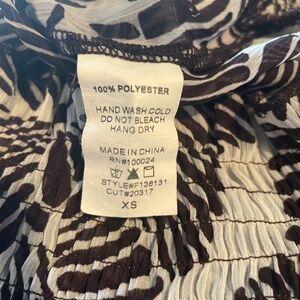 100% POLYESTER
HAND WASH COLD
DO NOT BLEACH
HANG DRY
MADE IN CHINA
RN#100024
STYLE#F136131
CUT#20317
XS